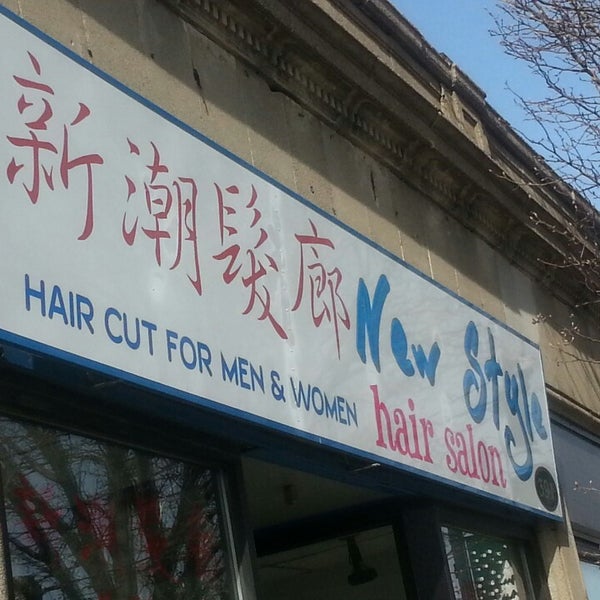 新潮髮廊
HAIR CUT FOR MEN & WOMEN
New Style
hair salon